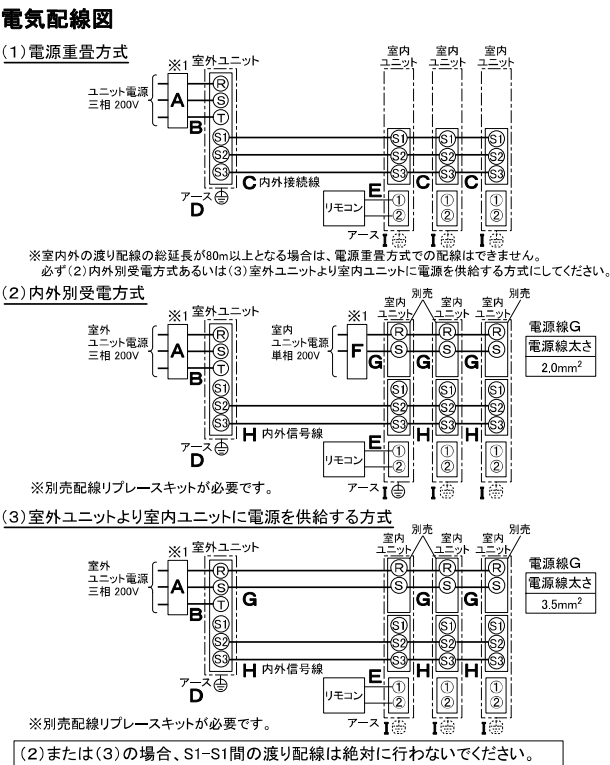 電気配線図
(1)電源重畳方式
※1 室外ユニット 室内ユニット 室内ユニット 室内ユニット
ユニット電源
三相 200V
A
B
R
S
T
S1 S1 S1 S1
S2 S2 S2 S2
S3 S3 S3 S3
C 内外接続線 E C C
アース
D
リモコン
① ① ①
② ② ②
アース I I I
※室内外の渡り配線の総延長が80m以上となる場合は、電源重畳方式での配線はできません。
必ず(2)内外別受電方式あるいは(3)室外ユニットより室内ユニットに電源を供給する方式にしてください。
(2)内外別受電方式
※1 室外ユニット ※1 室内ユニット 別売 室内ユニット 室内ユニット 別売
室外
ユニット電源
三相 200V
A
B
R
S
T
室内
ユニット電源
単相 200V
F
G G G
R R R
S S S
電源線G
電源線太さ
2.0mm²
S1 S1 S1 S1
S2 S2 S2 S2
S3 S3 S3 S3
H 内外信号線 E H H
アース
D
リモコン
① ① ①
② ② ②
アース I I I
※別売配線リプレースキットが必要です。
(3)室外ユニットより室内ユニットに電源を供給する方式
※1 室外ユニット 室内ユニット 別売 室内ユニット 室内ユニット 別売
室外
ユニット電源
三相 200V
A
B
R R R R
S S S S
T
G G G
電源線G
電源線太さ
3.5mm²
S1 S1 S1 S1
S2 S2 S2 S2
S3 S3 S3 S3
H 内外信号線 E H H
アース
D
リモコン
① ① ①
② ② ②
アース I I I
※別売配線リプレースキットが必要です。
(2)または(3)の場合、S1-S1間の渡り配線は絶対に行わないでください。